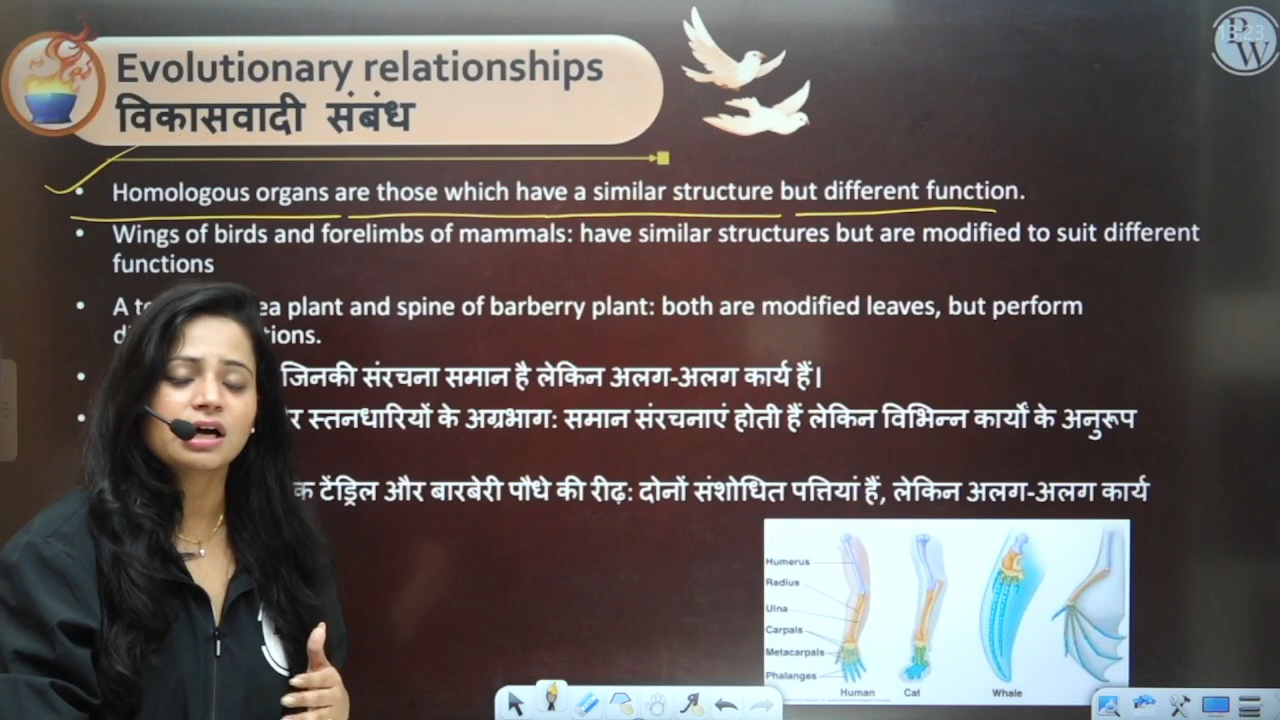 Evolutionary relationships
विकासवादी संबंध
PW
13:23
• Homologous organs are those which have a similar structure but different function.
• Wings of birds and forelimbs of mammals: have similar structures but are modified to suit different
functions
• A plant and spine of barberry plant: both are modified leaves, but perform
• जिनकी संरचना समान है लेकिन अलग-अलग कार्य हैं।
• स्तनधारियों के अग्रभाग: समान संरचनाएं होती हैं लेकिन विभिन्न कार्यों के अनुरूप
टेंड्रिल और बारबेरी पौधे की रीढ़: दोनों संशोधित पत्तियां हैं, लेकिन अलग-अलग कार्य
Humerus
Radius
Ulna
Carpals
Metacarpals
Phalanges
Human Cat Whale